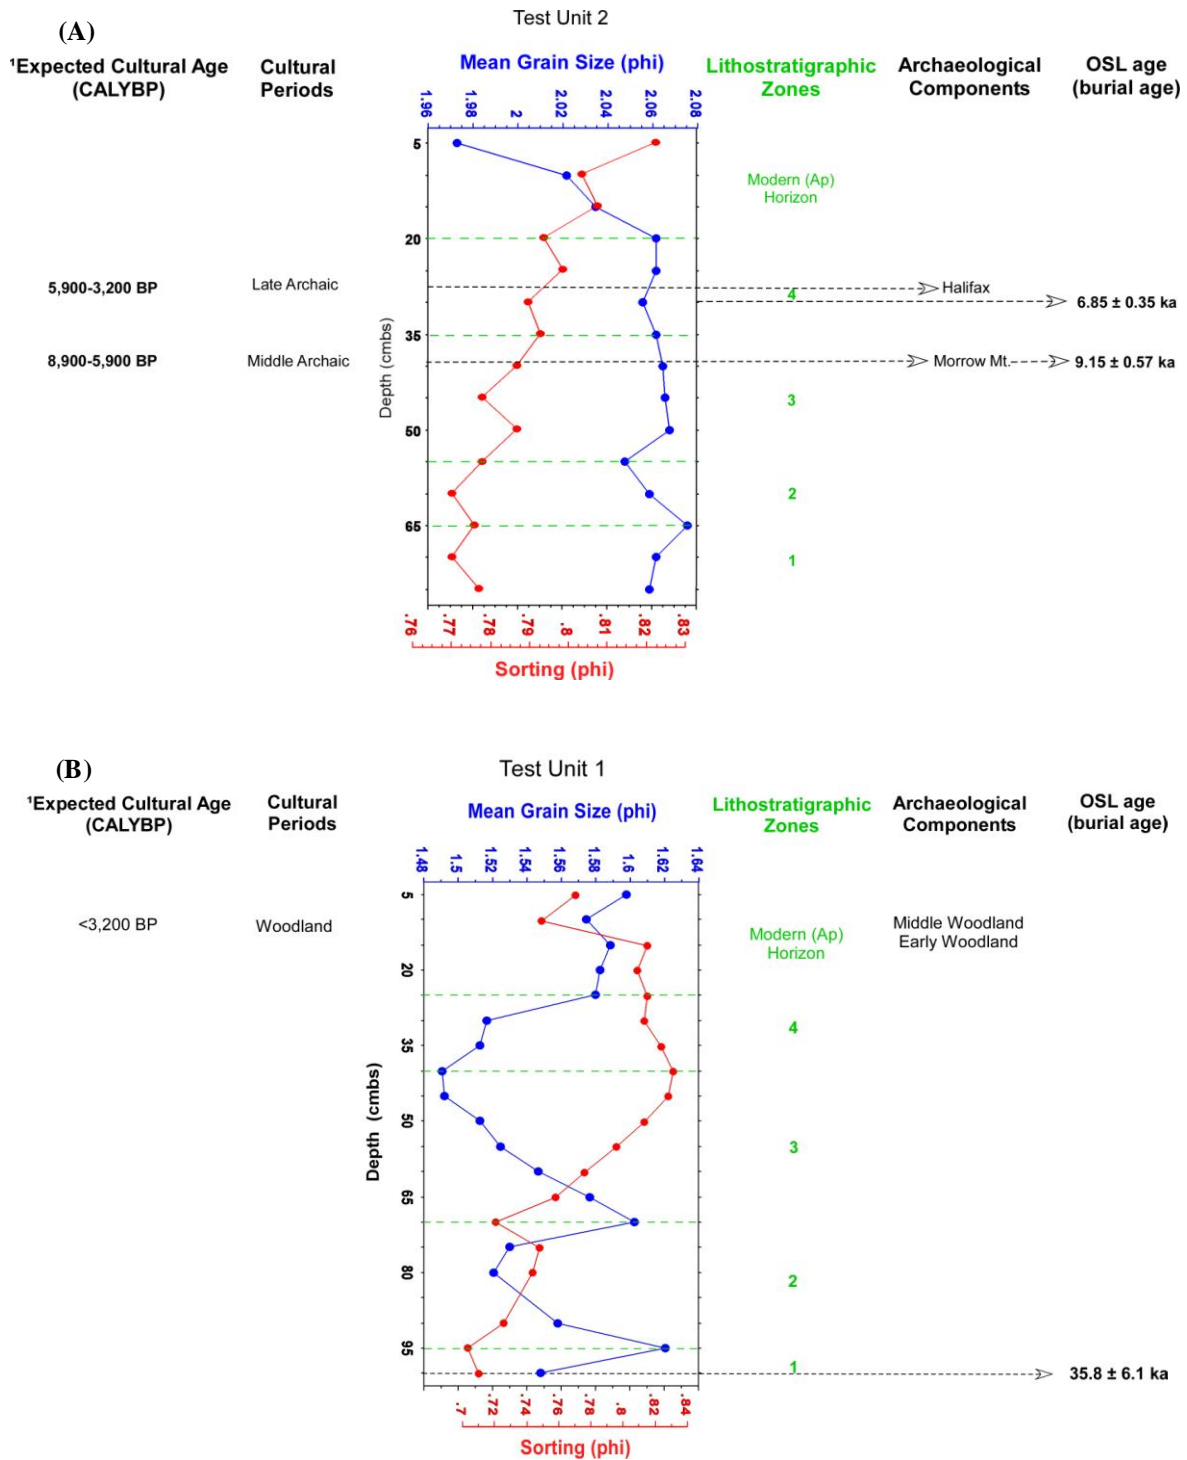 (A)
Test Unit 2
¹Expected Cultural Age
(CALYBP)
Cultural
Periods
Mean Grain Size (phi)
Lithostratigraphic
Zones
Archaeological
Components
OSL age
(burial age)
1.96 1.98 2 2.02 2.04 2.06 2.08
5
Modern (Ap)
Horizon
20
5,900-3,200 BP
Late Archaic
4
Halifax
6.85 ± 0.35 ka
35
8,900-5,900 BP
Middle Archaic
Morrow Mt.
9.15 ± 0.57 ka
Depth (cmbs)
3
50
2
65
1
.76 .77 .78 .79 .8 .81 .82 .83
Sorting (phi)
(B)
Test Unit 1
¹Expected Cultural Age
(CALYBP)
Cultural
Periods
Mean Grain Size (phi)
Lithostratigraphic
Zones
Archaeological
Components
OSL age
(burial age)
1.48 1.5 1.52 1.54 1.56 1.58 1.6 1.62 1.64
5
<3,200 BP
Woodland
Modern (Ap)
Horizon
Middle Woodland
Early Woodland
20
4
35
Depth (cmbs)
50
3
65
80
2
95
1
35.8 ± 6.1 ka
.7 .72 .74 .76 .78 .8 .82 .84
Sorting (phi)